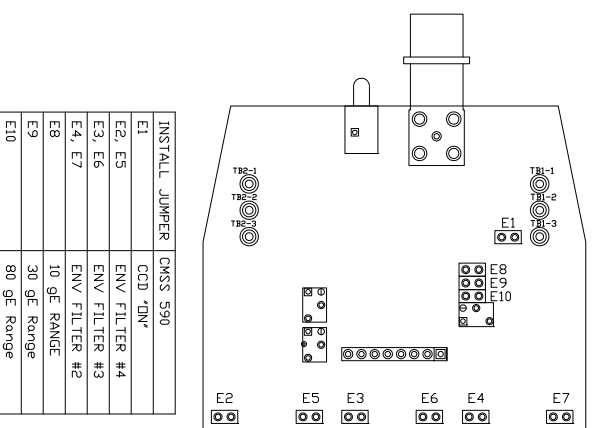 INSTALL JUMPER CMSS 590
E1 CCD "ON"
E2, E5 ENV FILTER #4
E3, E6 ENV FILTER #3
E4, E7 ENV FILTER #2
E8 10 gE RANGE
E9 30 gE Range
E10 80 gE Range
TB2-1
TB2-2
TB2-3
TB1-1
TB1-2
TB1-3
E1
E8
E9
E10
E2 E5 E3 E6 E4 E7